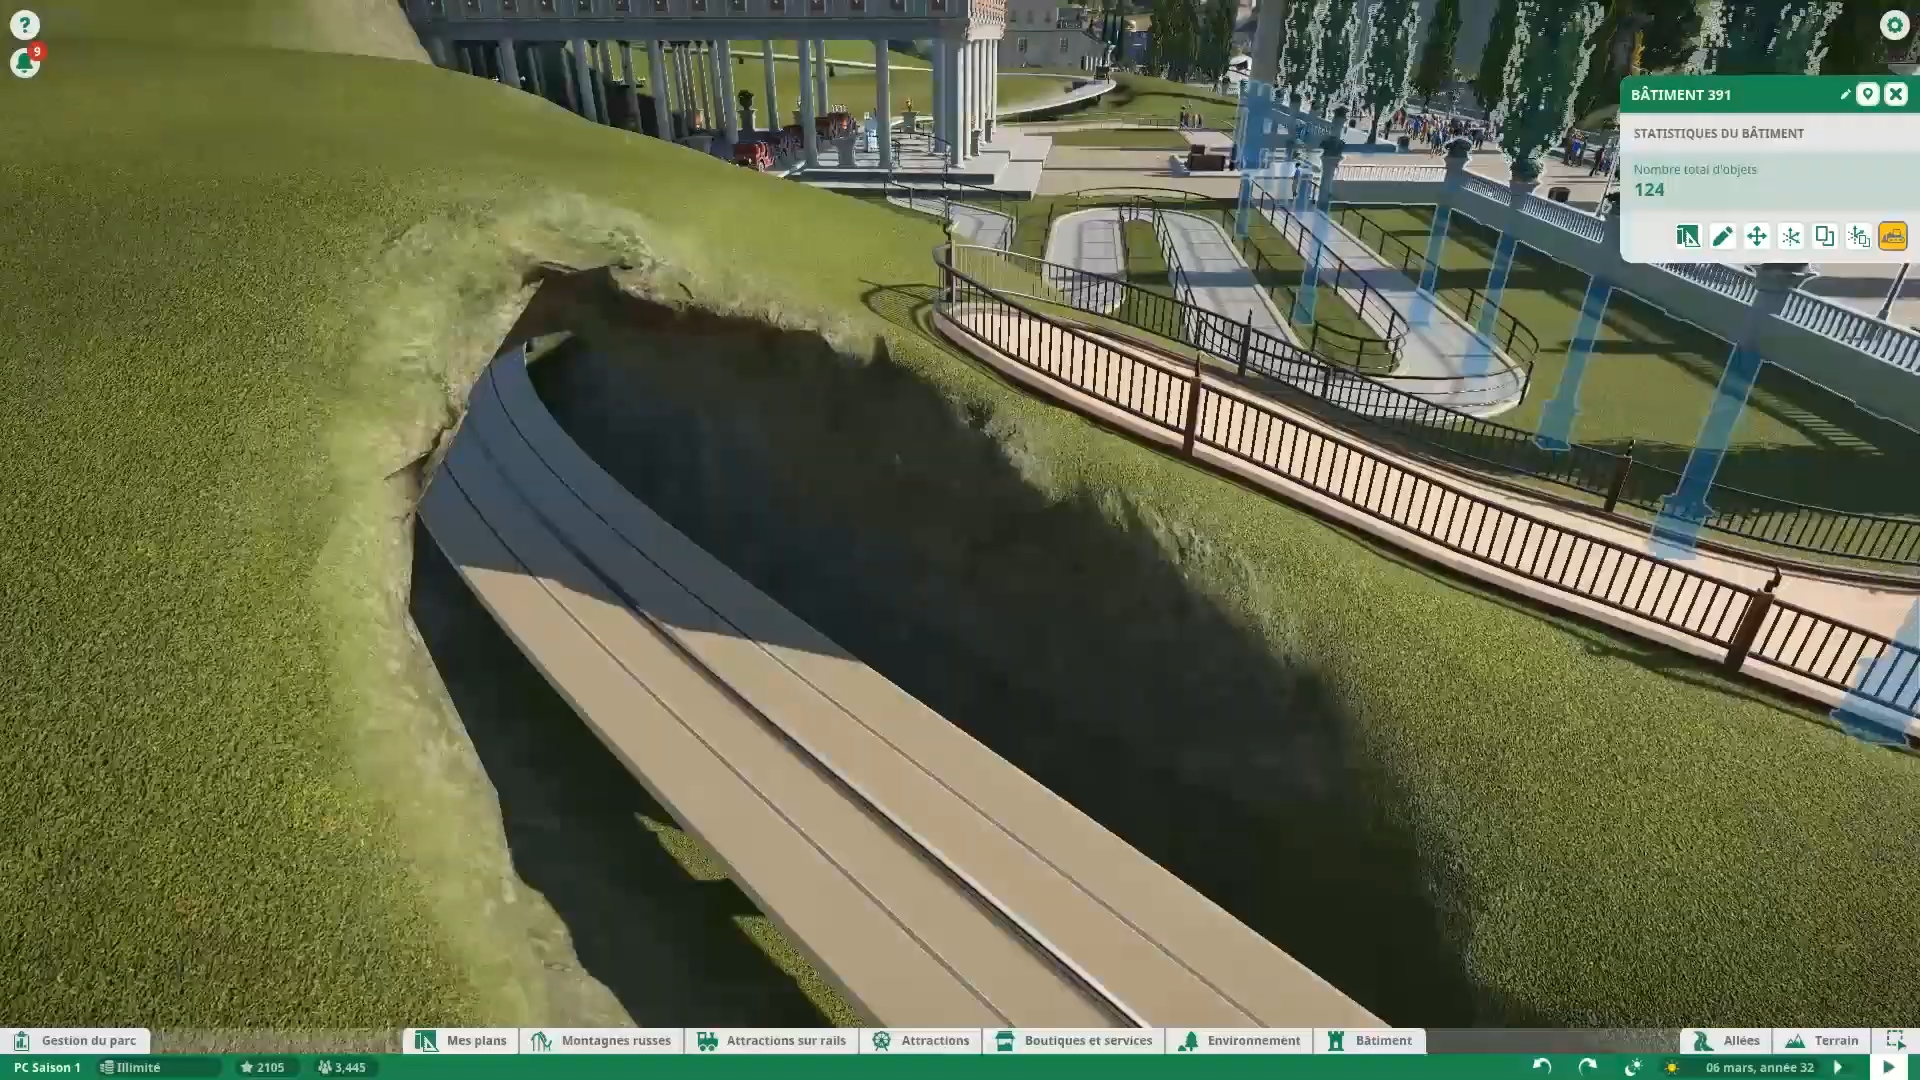 ?
9
BÂTIMENT 391
STATISTIQUES DU BÂTIMENT
Nombre total d'objets
124
Gestion du parc
Mes plans
Montagnes russes
Attractions sur rails
Attractions
Boutiques et services
Environnement
Bâtiment
Allées
Terrain
PC Saison 1
Illimité
2105
3,445
06 mars, année 32